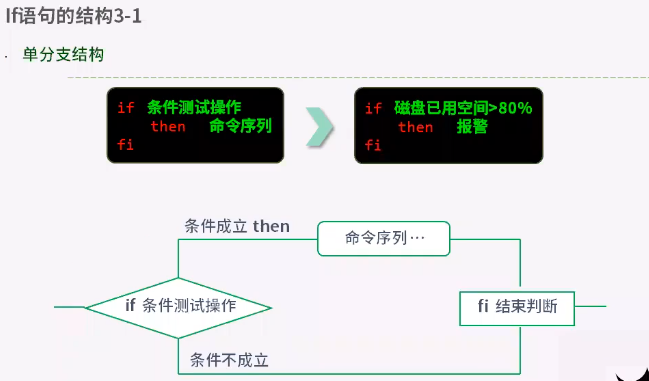 If语句的结构3-1
· 单分支结构
if 条件测试操作
then 命令序列
fi
if 磁盘已用空间>80%
then 报警
fi
条件成立 then
命令序列…
if 条件测试操作
fi 结束判断
条件不成立